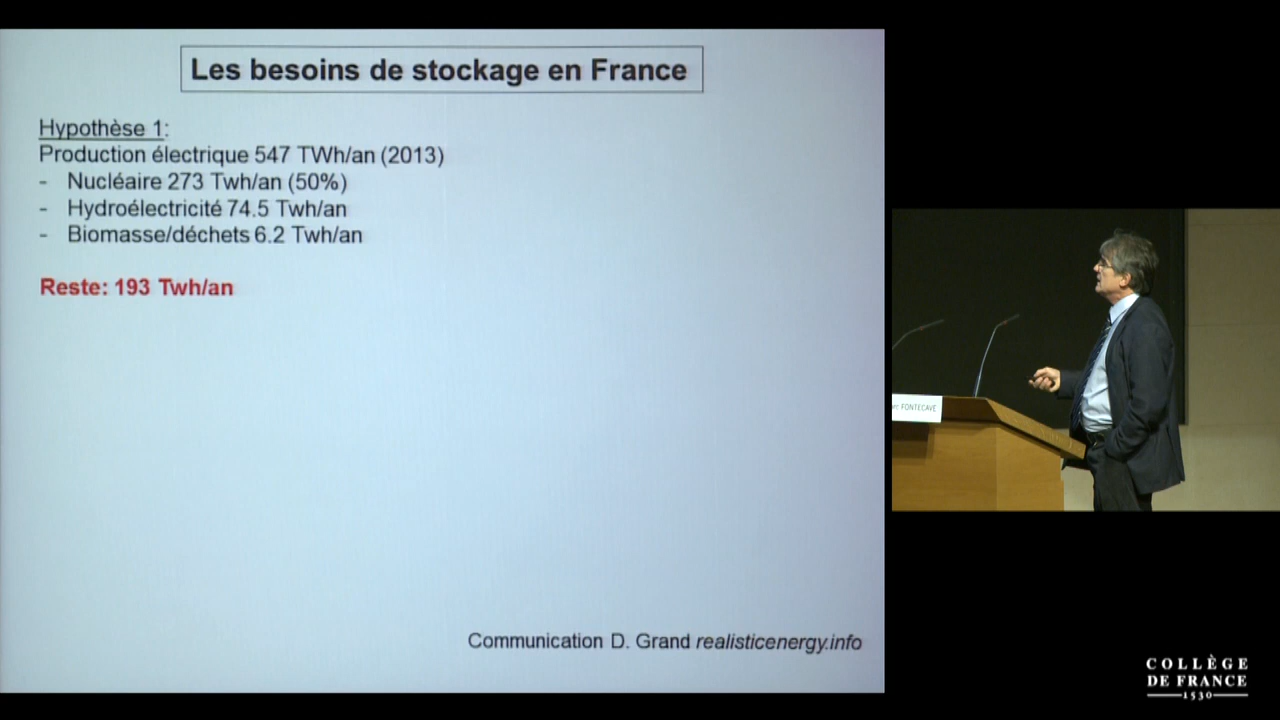 Les besoins de stockage en France
Hypothèse 1:
Production électrique 547 TWh/an (2013)
- Nucléaire 273 Twh/an (50%)
- Hydroélectricité 74.5 Twh/an
- Biomasse/déchets 6.2 Twh/an
Reste: 193 Twh/an
Communication D. Grand realisticenergy.info
FONTECAVE
COLLÈGE
DE FRANCE
1530